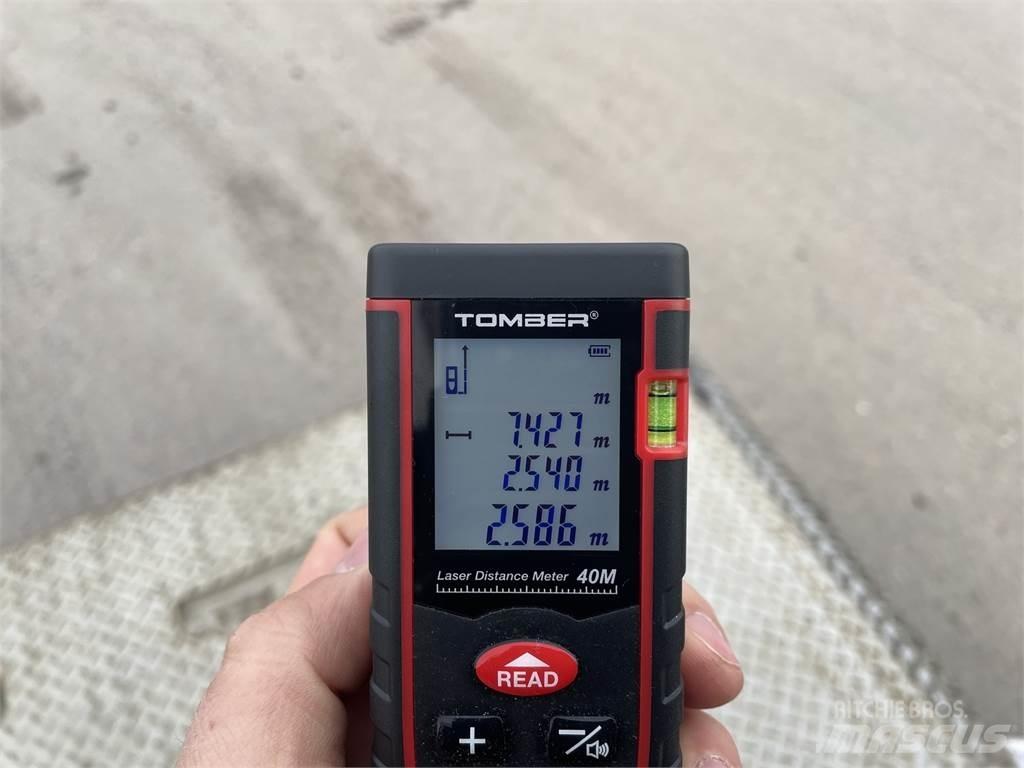 TOMBER®
m
7.427 m
2.540 m
2.586 m
Laser Distance Meter 40M
READ
+
−/
RITCHIE BROS.
MASCUS